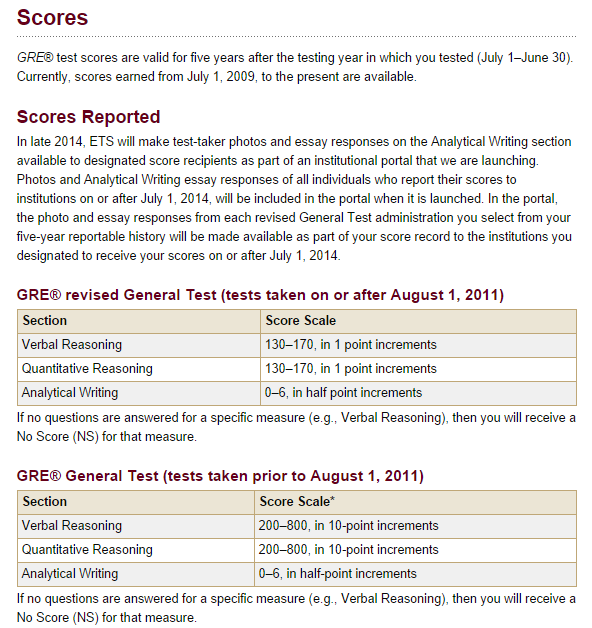 Scores
GRE® test scores are valid for five years after the testing year in which you tested (July 1–June 30).
Currently, scores earned from July 1, 2009, to the present are available.
Scores Reported
In late 2014, ETS will make test-taker photos and essay responses on the Analytical Writing section
available to designated score recipients as part of an institutional portal that we are launching.
Photos and Analytical Writing essay responses of all individuals who report their scores to
institutions on or after July 1, 2014, will be included in the portal when it is launched. In the portal,
the photo and essay responses from each revised General Test administration you select from your
five-year reportable history will be made available as part of your score record to the institutions you
designated to receive your scores on or after July 1, 2014.
GRE® revised General Test (tests taken on or after August 1, 2011)
Section Score Scale
Verbal Reasoning 130–170, in 1 point increments
Quantitative Reasoning 130–170, in 1 point increments
Analytical Writing 0–6, in half point increments
If no questions are answered for a specific measure (e.g., Verbal Reasoning), then you will receive a
No Score (NS) for that measure.
GRE® General Test (tests taken prior to August 1, 2011)
Section Score Scale*
Verbal Reasoning 200–800, in 10-point increments
Quantitative Reasoning 200–800, in 10-point increments
Analytical Writing 0–6, in half-point increments
If no questions are answered for a specific measure (e.g., Verbal Reasoning), then you will receive a
No Score (NS) for that measure.